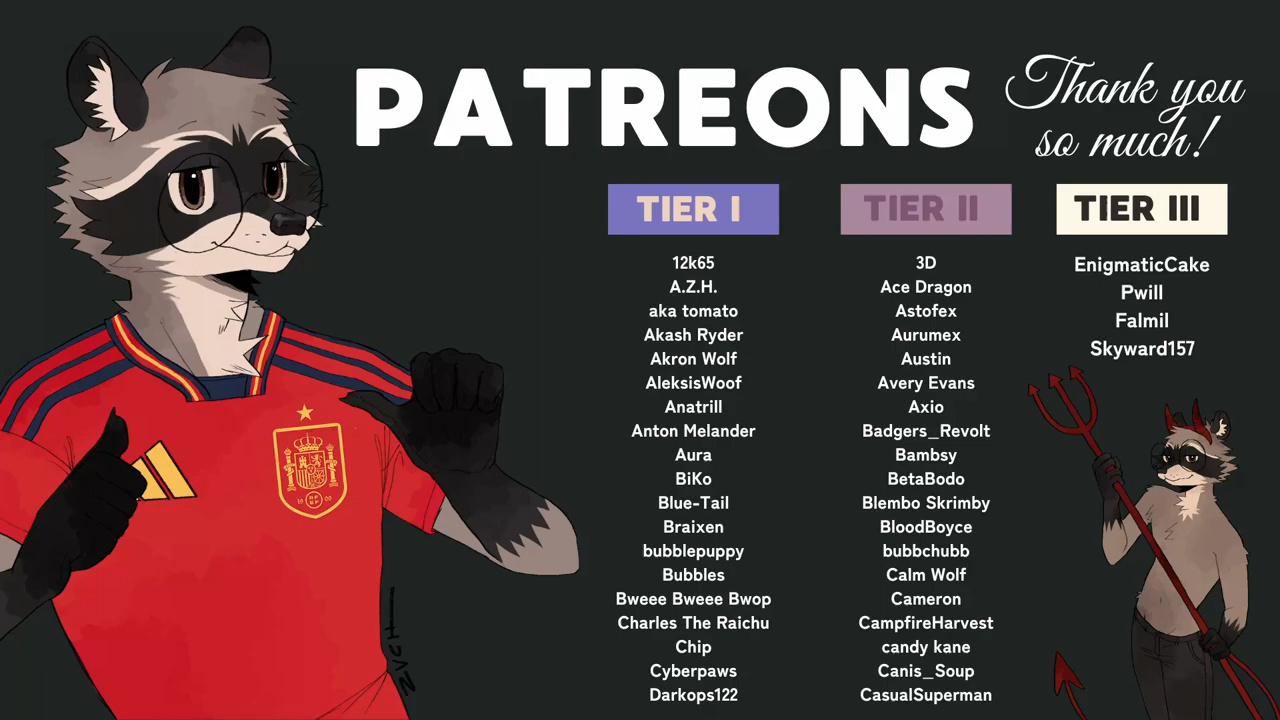 PATREONS
Thank you
so much!
TIER I
12k65
A.Z.H.
aka tomato
Akash Ryder
Akron Wolf
AleksisWoof
Anatrill
Anton Melander
Aura
BiKo
Blue-Tail
Braixen
bubblepuppy
Bubbles
Bweee Bweee Bwop
Charles The Raichu
Chip
Cyberpaws
Darkops122
TIER II
3D
Ace Dragon
Astofex
Aurumex
Austin
Avery Evans
Axio
Badgers_Revolt
Bambsy
BetaBodo
Blembo Skrimby
BloodBoyce
bubbchubb
Calm Wolf
Cameron
CampfireHarvest
candy kane
Canis_Soup
CasualSuperman
TIER III
EnigmaticCake
Pwill
Falmil
Skyward157